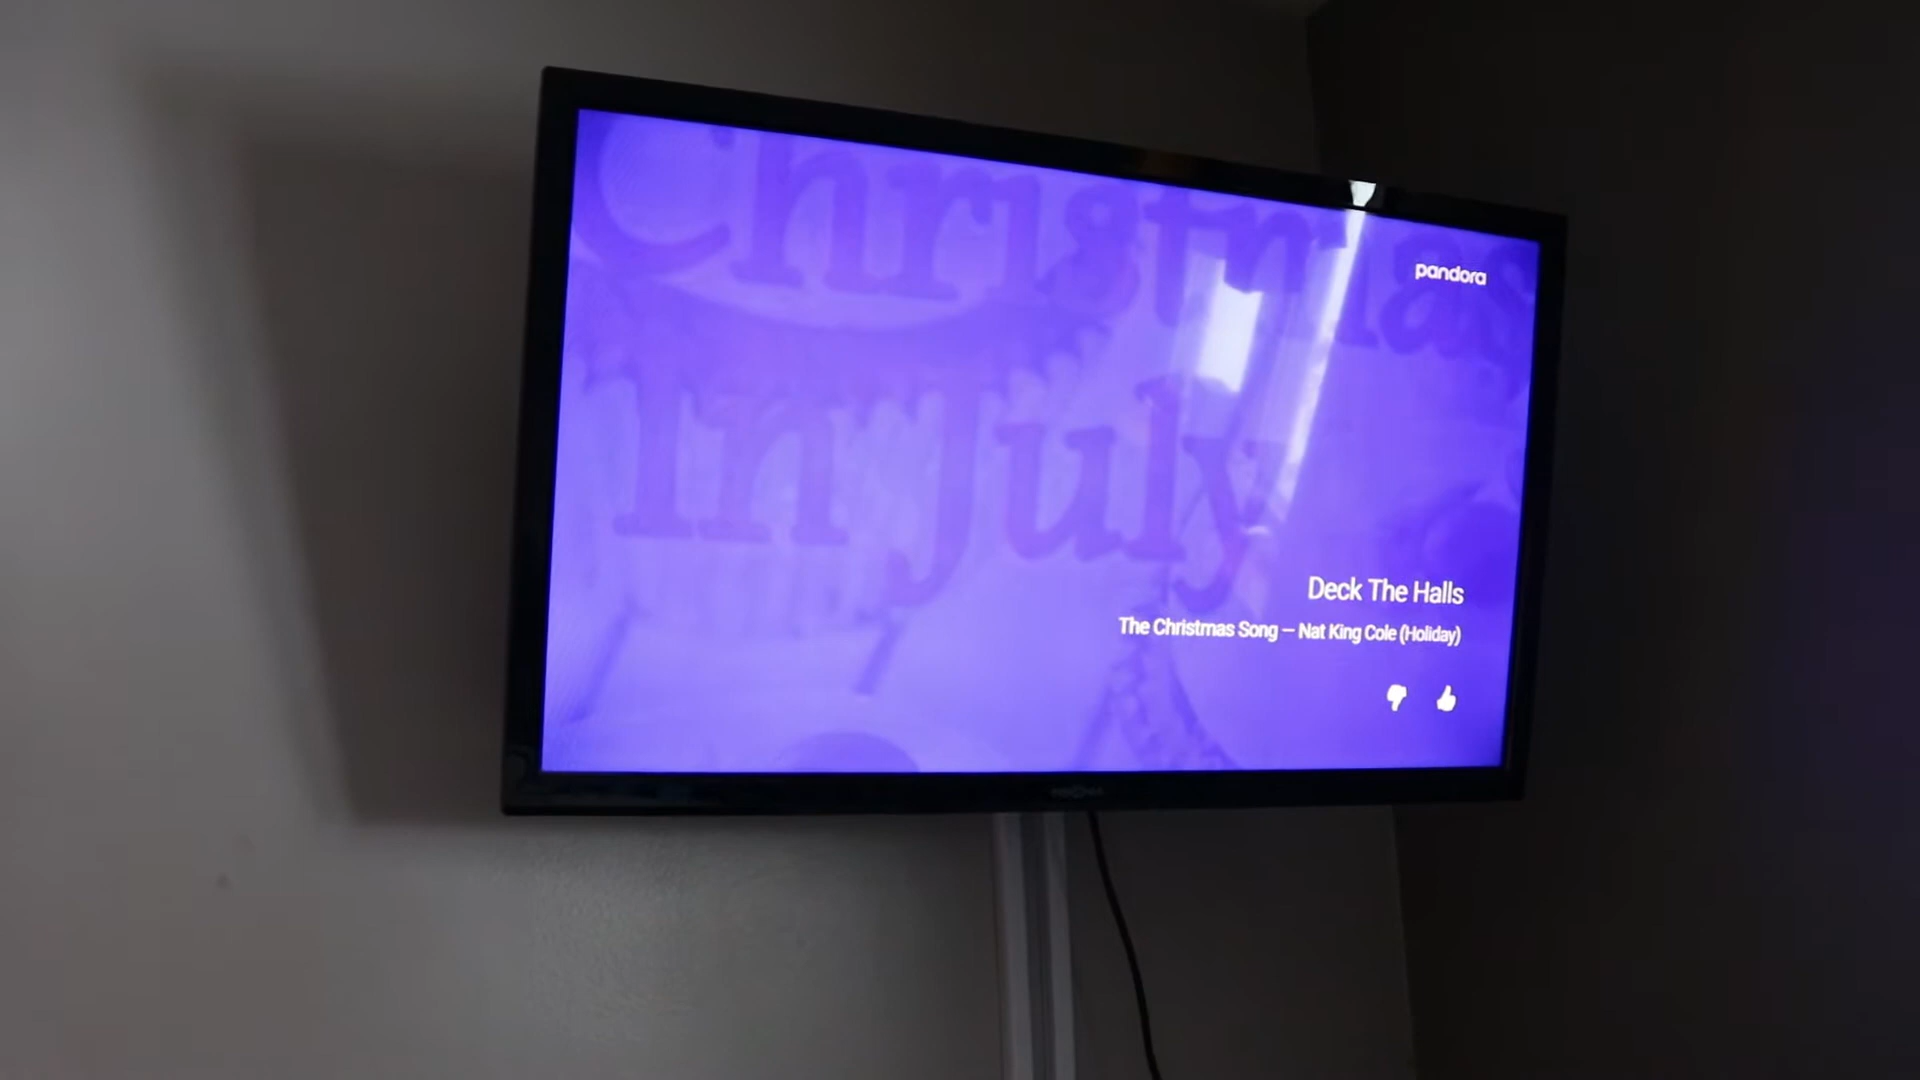 Christmas
In July
pandora
Deck The Halls
The Christmas Song – Nat King Cole (Holiday)